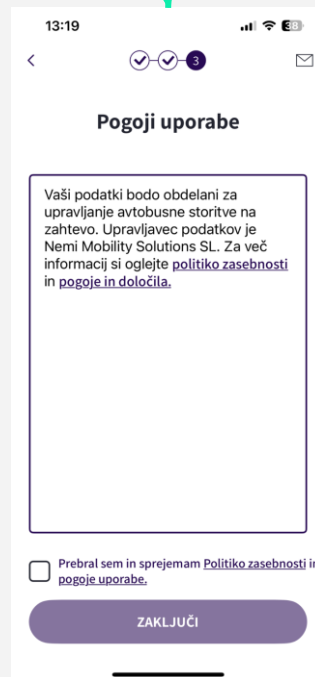 13:19
38
3
Pogoji uporabe
Vaši podatki bodo obdelani za
upravljanje avtobusne storitve na
zahtevo. Upravljavec podatkov je
Nemi Mobility Solutions SL. Za več
informacij si oglejte politiko zasebnosti
in pogoje in določila.
Prebral sem in sprejemam Politiko zasebnosti in
pogoje uporabe.
ZAKLJUČI